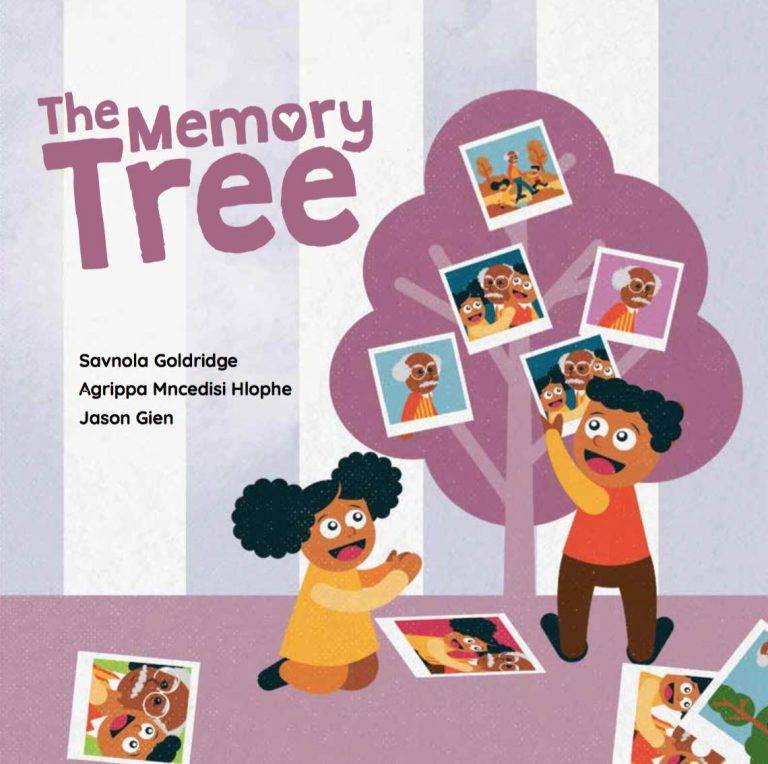 The Memory
Tree
Savnola Goldridge
Agrippa Mncedisi Hlophe
Jason Gien